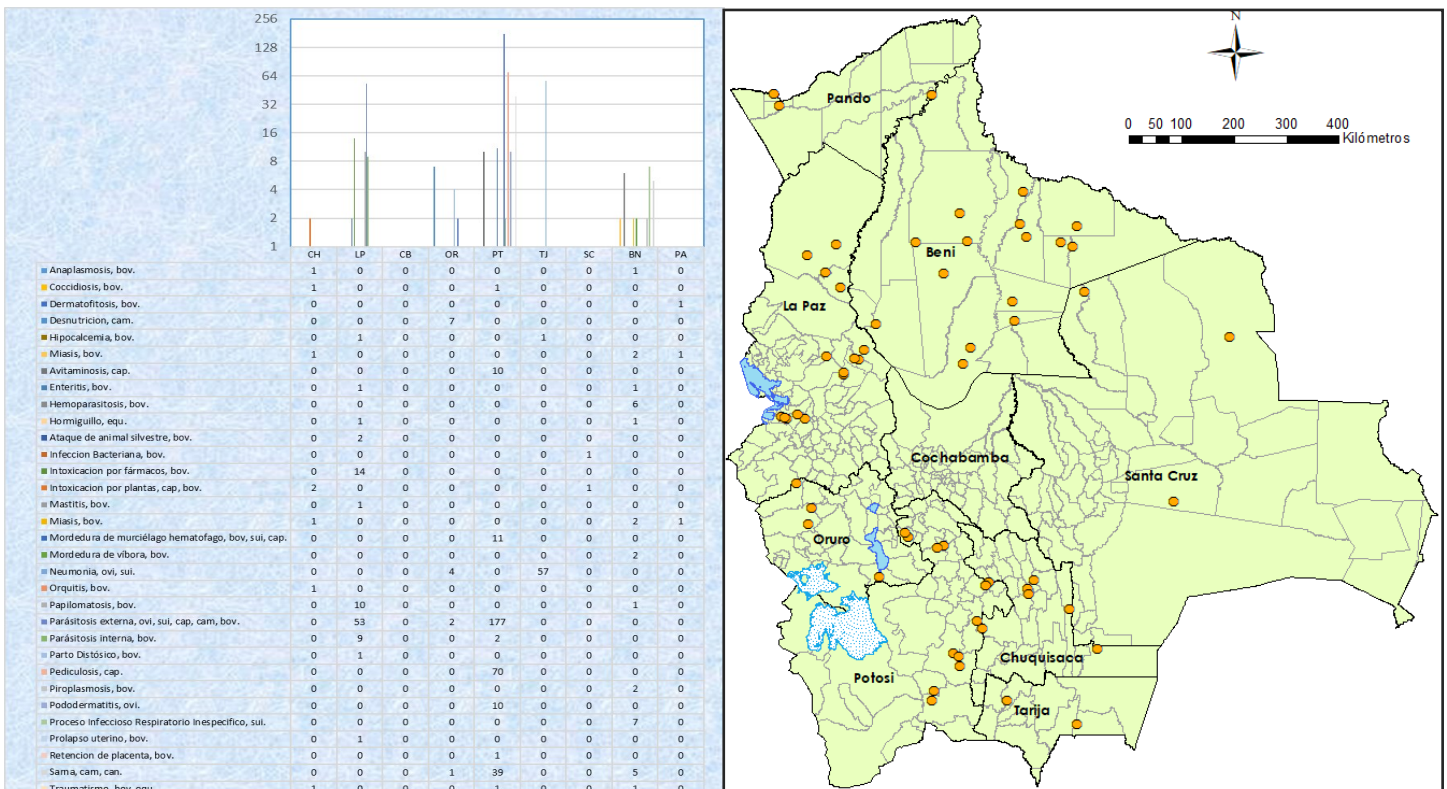 256
128
64
32
16
8
4
2
1
CH LP CB OR PT TJ SC BN PA
Anaplasmosis, bov. 1 0 0 0 0 0 0 1 0
Coccidiosis, bov. 1 0 0 0 1 0 0 0 0
Dermatofitosis, bov. 0 0 0 0 0 0 0 0 1
Desnutricion, cam. 0 0 0 7 0 0 0 0 0
Hipocalcemia, bov. 0 1 0 0 0 1 0 0 0
Miasis, bov. 1 0 0 0 0 0 0 2 1
Avitaminosis, cap. 0 0 0 0 10 0 0 0 0
Enteritis, bov. 0 1 0 0 0 0 0 1 0
Hemoparasitosis, bov. 0 0 0 0 0 0 0 6 0
Hormiguillo, equ. 0 1 0 0 0 0 0 1 0
Ataque de animal silvestre, bov. 0 2 0 0 0 0 0 0 0
Infeccion Bacteriana, bov. 0 0 0 0 0 0 1 0 0
Intoxicacion por fármacos, bov. 0 14 0 0 0 0 0 0 0
Intoxicacion por plantas, cap, bov. 2 0 0 0 0 0 1 0 0
Mastitis, bov. 0 1 0 0 0 0 0 0 0
Miasis, bov. 1 0 0 0 0 0 0 2 1
Mordedura de murciélago hematofago, bov, sui, cap. 0 0 0 0 11 0 0 0 0
Mordedura de víbora, bov. 0 0 0 0 0 0 0 2 0
Neumonia, ovi, sui. 0 0 0 4 0 57 0 0 0
Orquitis, bov. 1 0 0 0 0 0 0 0 0
Papilomatosis, bov. 0 10 0 0 0 0 0 1 0
Parásitosis externa, ovi, sui, cap, cam, bov. 0 53 0 2 177 0 0 0 0
Parásitosis interna, bov. 0 9 0 0 2 0 0 0 0
Parto Distósico, bov. 0 1 0 0 0 0 0 0 0
Pediculosis, cap. 0 0 0 0 70 0 0 0 0
Piroplasmosis, bov. 0 0 0 0 0 0 0 2 0
Pododermatitis, ovi. 0 0 0 0 10 0 0 0 0
Proceso Infeccioso Respiratorio Inespecifico, sui. 0 0 0 0 0 0 0 7 0
Prolapso uterino, bov. 0 1 0 0 0 0 0 0 0
Retencion de placenta, bov. 0 0 0 0 1 0 0 0 0
Sarna, cam, can. 0 0 0 1 39 0 0 5 0
Traumatismo, bov, equ. 1 0 0 0 1 0 0 1 0
N
0 50 100 200 300 400
Kilómetros
Pando
Beni
La Paz
Cochabamba
Santa Cruz
Oruro
Chuquisaca
Potosi
Tarija